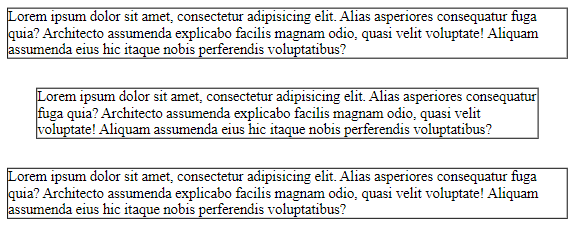 Lorem ipsum dolor sit amet, consectetur adipisicing elit. Alias asperiores consequatur fuga
quia? Architecto assumenda explicabo facilis magnam odio, quasi velit voluptate! Aliquam
assumenda eius hic itaque nobis perferendis voluptatibus?
Lorem ipsum dolor sit amet, consectetur adipisicing elit. Alias asperiores consequatur
fuga quia? Architecto assumenda explicabo facilis magnam odio, quasi velit
voluptate! Aliquam assumenda eius hic itaque nobis perferendis voluptatibus?
Lorem ipsum dolor sit amet, consectetur adipisicing elit. Alias asperiores consequatur fuga
quia? Architecto assumenda explicabo facilis magnam odio, quasi velit voluptate! Aliquam
assumenda eius hic itaque nobis perferendis voluptatibus?